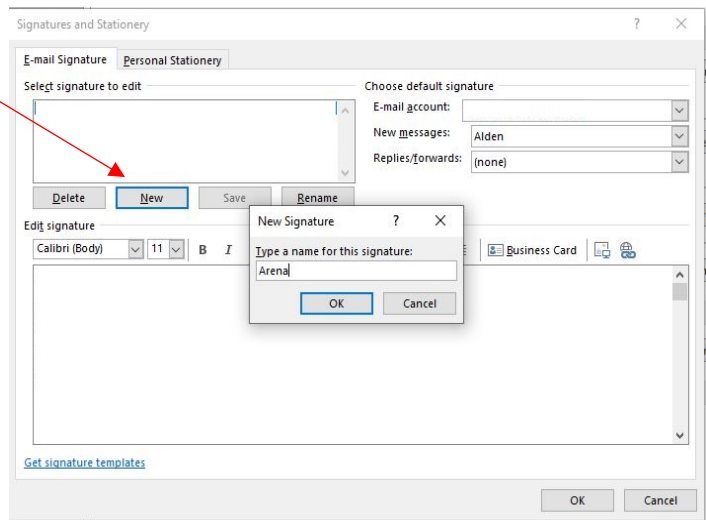 Signatures and Stationery ? ×
E-mail Signature Personal Stationery
Select signature to edit Choose default signature
E-mail account:
New messages: Alden
Replies/forwards: (none)
Delete New Save Rename
Edit signature
New Signature ? ×
Calibri (Body) 11 B I Business Card
Type a name for this signature:
Arena
OK Cancel
Get signature templates
OK Cancel